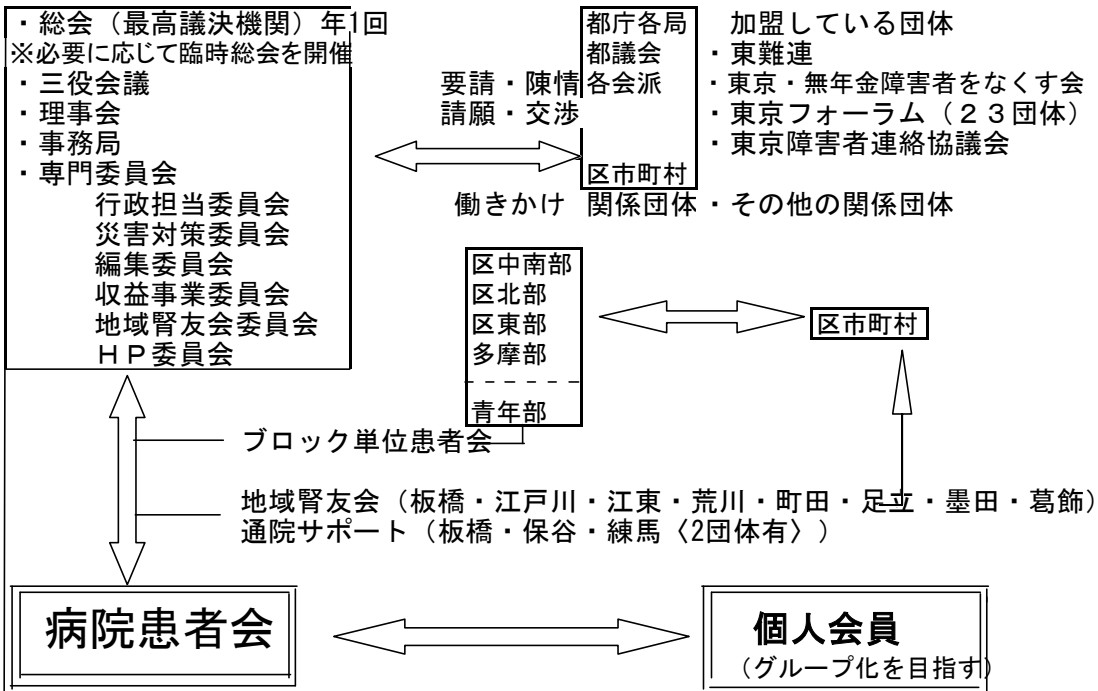 ・総会（最高議決機関）年1回
※必要に応じて臨時総会を開催
・三役会議
・理事会
・事務局
・専門委員会
行政担当委員会
災害対策委員会
編集委員会
収益事業委員会
地域腎友会委員会
ＨＰ委員会
要請・陳情
請願・交渉
働きかけ
都庁各局
都議会
各会派
区市町村
関係団体
加盟している団体
・東難連
・東京・無年金障害者をなくす会
・東京フォーラム（２３団体）
・東京障害者連絡協議会
・その他の関係団体
区中南部
区北部
区東部
多摩部
青年部
区市町村
ブロック単位患者会
地域腎友会（板橋・江戸川・江東・荒川・町田・足立・墨田・葛飾）
通院サポート（板橋・保谷・練馬〈2団体有〉）
病院患者会
個人会員
（グループ化を目指す）